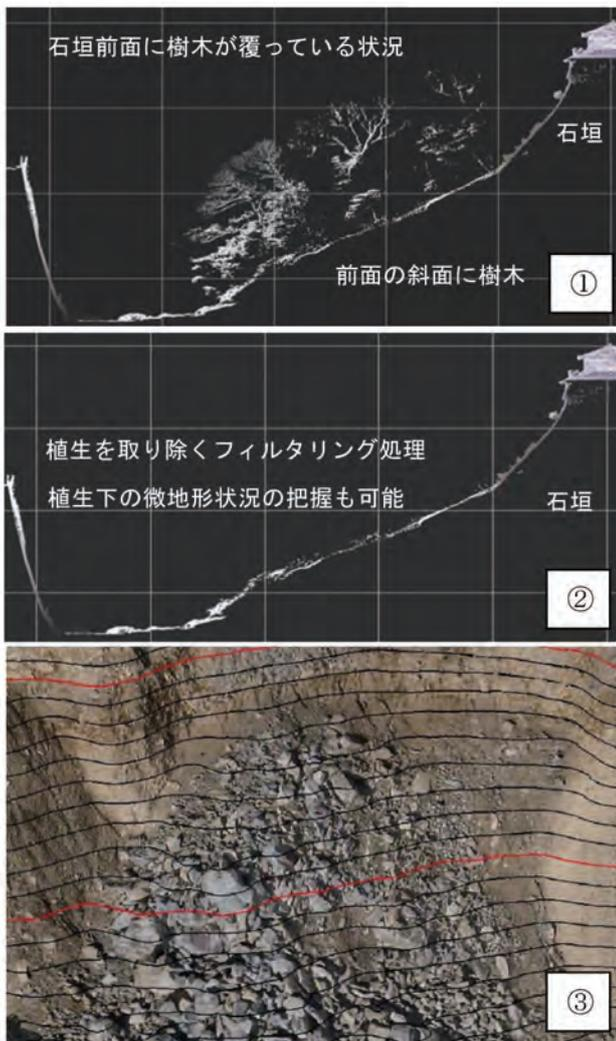 石垣前面に樹木が覆っている状況
石垣
前面の斜面に樹木
①
植生を取り除くフィルタリング処理
植生下の微地形状況の把握も可能
石垣
②
③